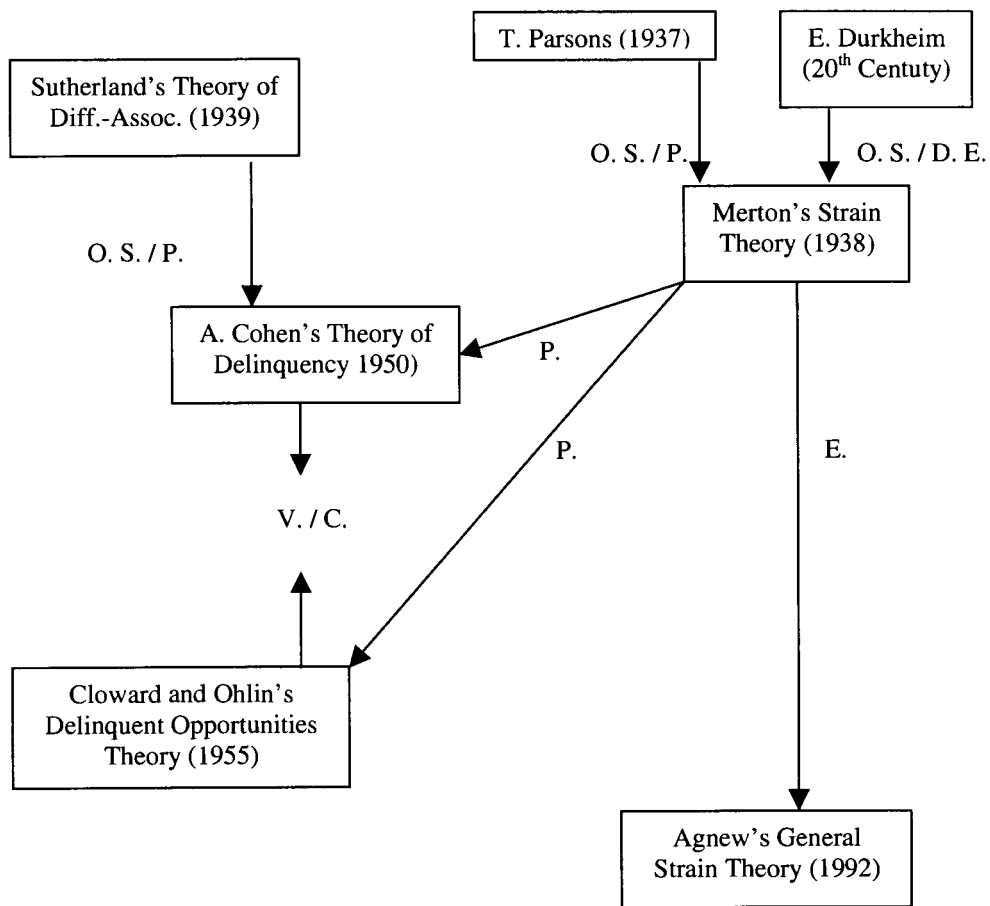 T. Parsons (1937)
E. Durkheim
(20th Centuty)
Sutherland's Theory of
Diff.-Assoc. (1939)
O. S. / P.
O. S. / D. E.
Merton's Strain
Theory (1938)
O. S. / P.
A. Cohen's Theory of
Delinquency 1950)
P.
P.
E.
V. / C.
Cloward and Ohlin's
Delinquent Opportunities
Theory (1955)
Agnew's General
Strain Theory (1992)